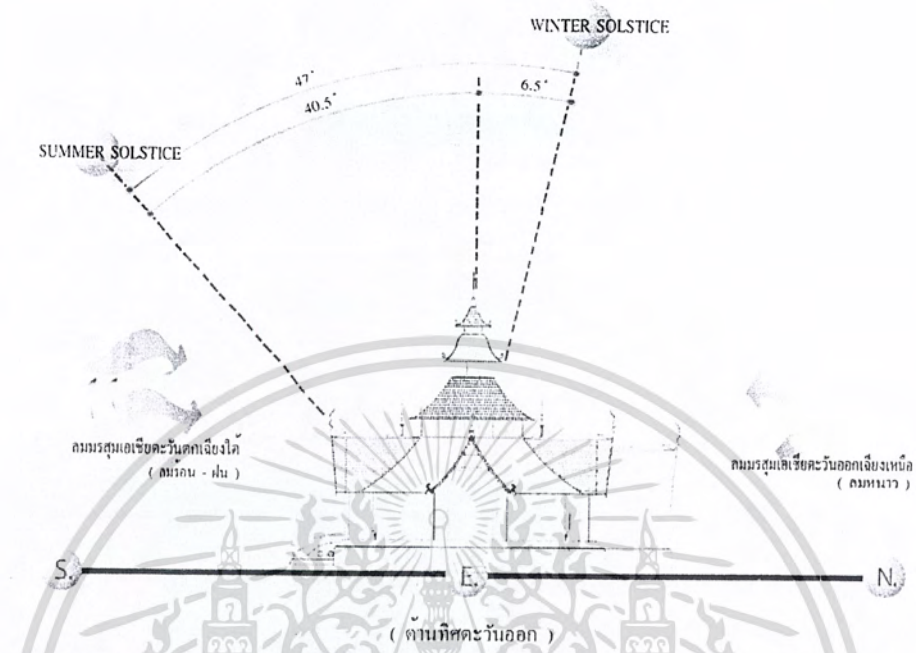 WINTER SOLSTICE
47°
6.5°
40.5°
SUMMER SOLSTICE
ลมมรสุมเอเชียตะวันตกเฉียงใต้
( ลมร้อน - ฝน )
ลมมรสุมเอเชียตะวันออกเฉียงเหนือ
( ลมหนาว )
S.
E.
N.
( ด้านทิศตะวันออก )